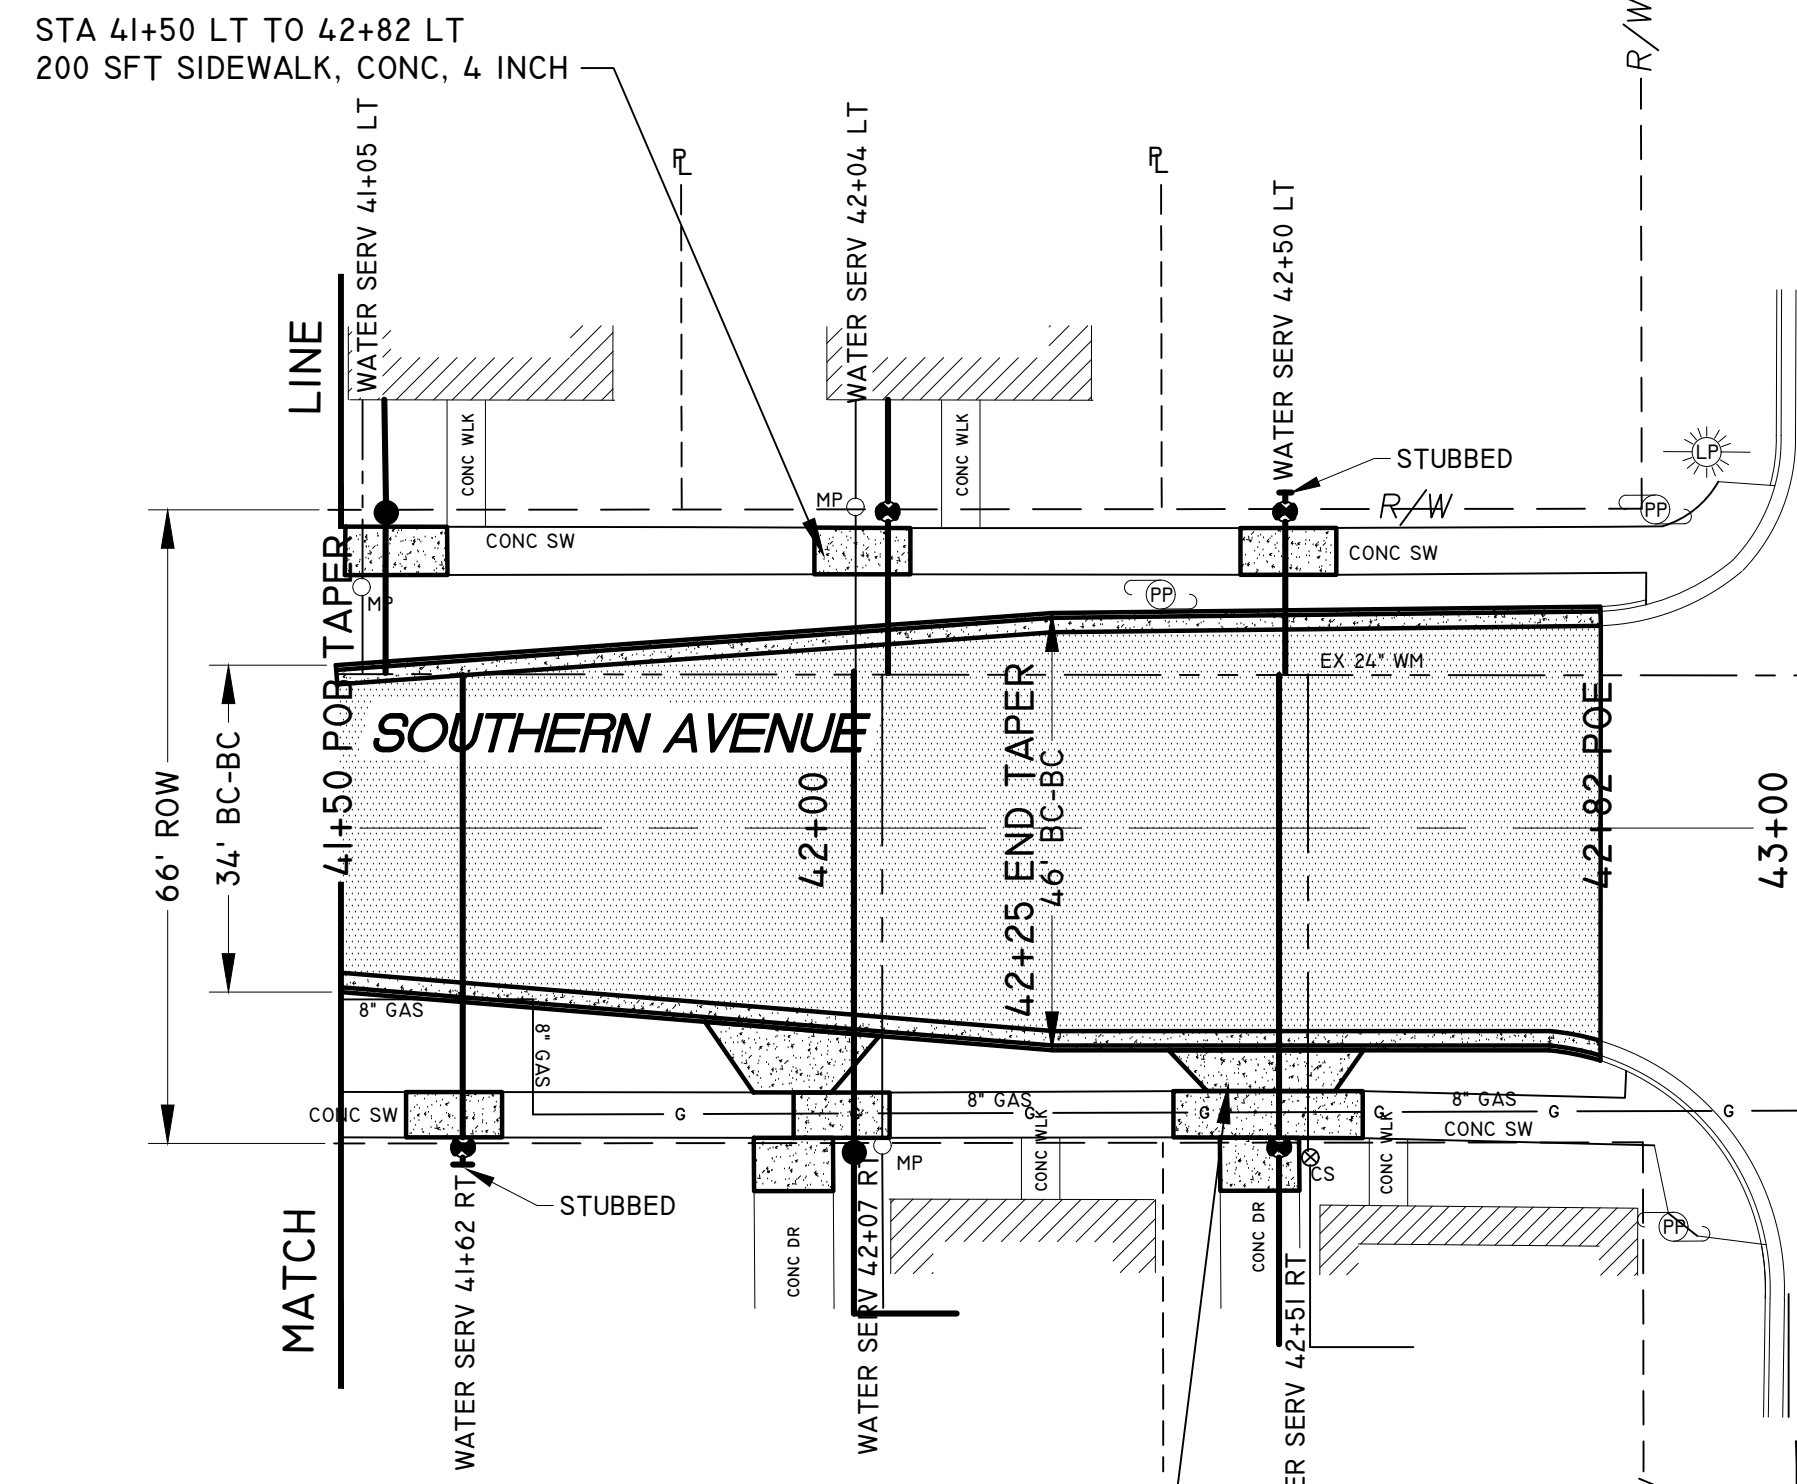 STA 41+50 LT TO 42+82 LT
200 SFT SIDEWALK, CONC, 4 INCH
R/W
WATER SERV 41+05 LT
WATER SERV 42+04 LT
WATER SERV 42+50 LT
PL
PL
LINE
CONC WLK
CONC WLK
STUBBED
LP
MP
R/W
PP
CONC SW
CONC SW
MP
PP
EX 24" WM
41+50 POB TAPER
SOUTHERN AVENUE
66' ROW
34' BC-BC
42+00
42+25 END TAPER
46' BC-BC
42+82 POE
43+00
8" GAS
8" GAS
8" GAS
8" GAS
CONC SW
G
G
G
G
G
G
G
CONC SW
CONC WLK
CONC WLK
MP
CS
STUBBED
MATCH
WATER SERV 41+62 RT
CONC DR
WATER SERV 42+07 RT
CONC DR
ER SERV 42+51 RT
PP